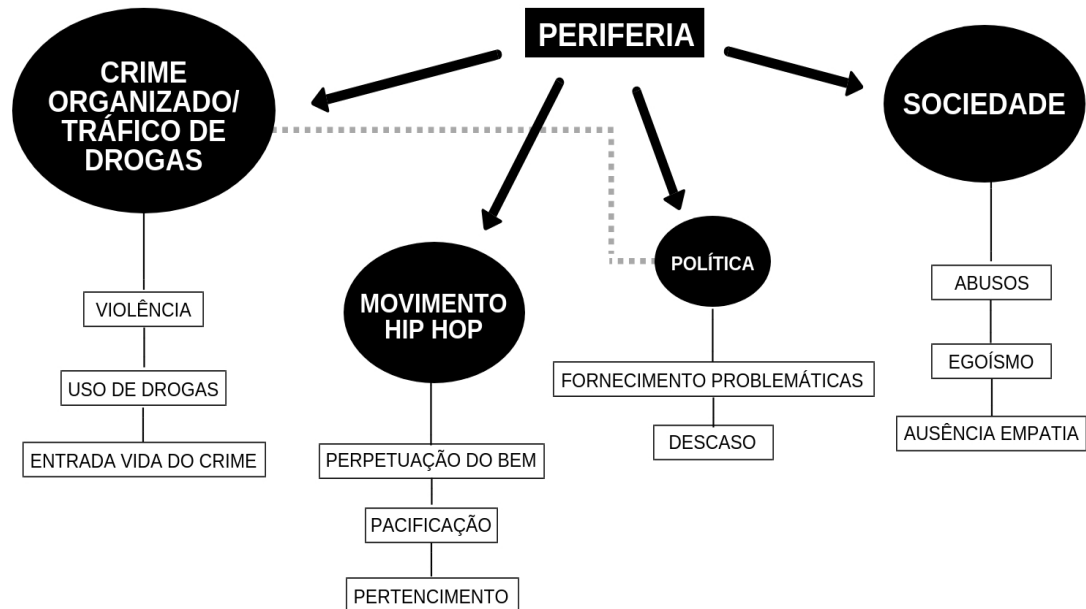 PERIFERIA
CRIME
ORGANIZADO/
TRÁFICO DE
DROGAS
VIOLÊNCIA
USO DE DROGAS
ENTRADA VIDA DO CRIME
MOVIMENTO
HIP HOP
PERPETUAÇÃO DO BEM
PACIFICAÇÃO
PERTENCIMENTO
POLÍTICA
FORNECIMENTO PROBLEMÁTICAS
DESCASO
SOCIEDADE
ABUSOS
EGOÍSMO
AUSÊNCIA EMPATIA